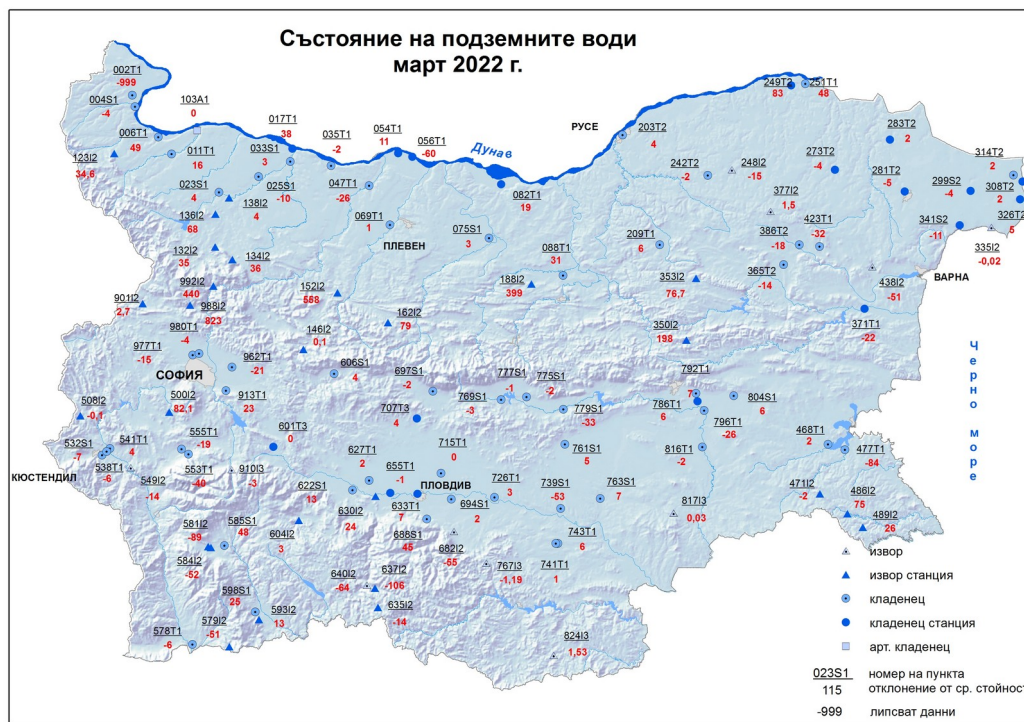 Състояние на подземните води
март 2022 г.
002T1
-999
004S1
-4
103A1
0
006T1
49
011T1
16
123I2
34,6
017T1
38
033S1
3
035T1
-2
054T1
11
056T1
-60
Дунав
РУСЕ
203T2
4
249T2
83
251T1
48
283T2
2
023S1
4
138I2
4
025S1
-10
047T1
-26
082T1
19
242T2
-2
248I2
-15
273T2
-4
281T2
-5
299S2
-4
314T2
2
308T2
2
326T2
5
136I2
68
069T1
1
ПЛЕВЕН
075S1
3
088T1
31
209T1
6
377I2
1,5
386T2
-18
423T1
-32
341S2
-11
335I2
-0,02
132I2
35
134I2
36
365T2
-14
438I2
-51
ВАРНА
992I2
440
988I2
823
901I2
2,7
152I2
558
188I2
399
353I2
76,7
371T1
-22
980T1
-4
977T1
-15
146I2
0,1
162I2
79
350I2
198
Черно море
СОФИЯ
962T1
-21
606S1
4
697S1
-2
777S1
-1
775S1
-2
792T1
7
913T1
23
500I2
82,1
508I2
-0,1
769S1
-3
779S1
-33
786T1
6
804S1
6
707T3
4
796T1
-26
601T3
0
532S1
-7
541T1
4
555T1
-19
468T1
2
КЮСТЕНДИЛ
538T1
-6
549I2
-14
553T1
-40
910I3
-3
627T1
2
715T1
0
761S1
5
816T1
-2
477T1
-84
655T1
-1
ПЛОВДИВ
622S1
13
630I2
24
633T1
7
694S1
2
726T1
3
739S1
-53
763S1
7
817I3
0,03
471I2
-2
486I2
75
489I2
26
581I2
-89
585S1
48
604I2
3
688S1
45
682I2
-55
743T1
6
584I2
-52
640I2
-64
637I2
-106
767I3
-1,19
741T1
1
598S1
25
593I2
13
635I2
-14
578T1
-6
579I2
-51
824I3
1,53
извор
извор станция
кладенец
кладенец станция
арт. кладенец
023S1 номер на пункта
115 отклонение от ср. стойност
-999 липсват данни